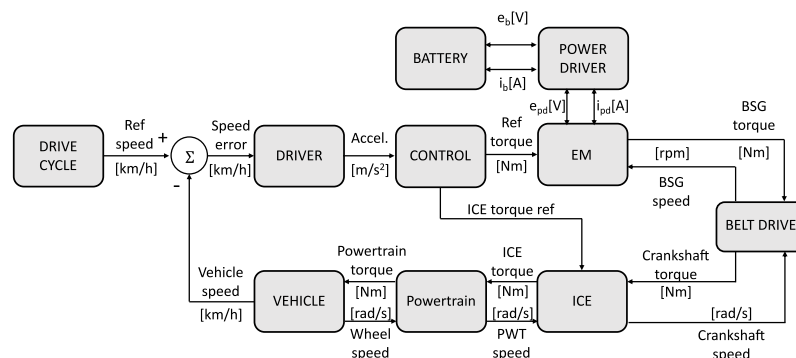 e_b[V]
BATTERY
POWER
DRIVER
i_b[A]
e_pd[V]
i_pd[A]
BSG
torque
[Nm]
DRIVE
CYCLE
Ref
speed
+
[km/h]
Σ
-
Speed
error
[km/h]
DRIVER
Accel.
[m/s²]
CONTROL
Ref
torque
[Nm]
EM
[rpm]
BSG
speed
BELT DRIVE
ICE torque ref
Vehicle
speed
[km/h]
VEHICLE
Powertrain
torque
[Nm]
[rad/s]
Wheel
speed
Powertrain
ICE
torque
[Nm]
[rad/s]
PWT
speed
ICE
Crankshaft
torque
[Nm]
[rad/s]
Crankshaft
speed